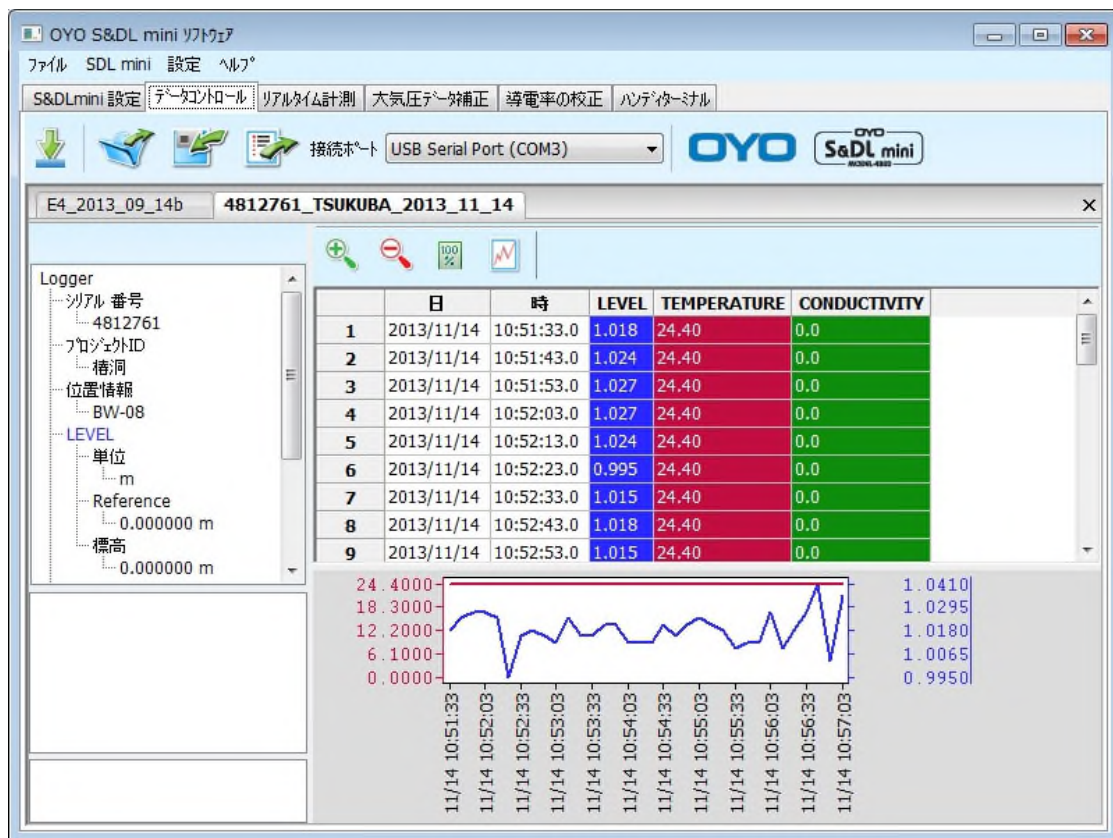 OYO S&DL mini ソフトウェア
ファイル SDL mini 設定 ヘルプ
S&DLmini 設定 データコントロール リアルタイム計測 大気圧データ補正 導電率の校正 ハンディターミナル
接続ポート USB Serial Port (COM3) OYO OYO S&DL mini MODEL-4800
E4_2013_09_14b 4812761_TSUKUBA_2013_11_14
Logger
シリアル 番号
4812761
プロジェクトID
椿洞
位置情報
BW-08
LEVEL
単位
m
Reference
0.000000 m
標高
0.000000 m
100 %
日 時 LEVEL TEMPERATURE CONDUCTIVITY
1 2013/11/14 10:51:33.0 1.018 24.40 0.0
2 2013/11/14 10:51:43.0 1.024 24.40 0.0
3 2013/11/14 10:51:53.0 1.027 24.40 0.0
4 2013/11/14 10:52:03.0 1.027 24.40 0.0
5 2013/11/14 10:52:13.0 1.024 24.40 0.0
6 2013/11/14 10:52:23.0 0.995 24.40 0.0
7 2013/11/14 10:52:33.0 1.015 24.40 0.0
8 2013/11/14 10:52:43.0 1.018 24.40 0.0
9 2013/11/14 10:52:53.0 1.015 24.40 0.0
24.4000 1.0410
18.3000 1.0295
12.2000 1.0180
6.1000 1.0065
0.0000 0.9950
11/14 10:51:33
11/14 10:52:03
11/14 10:52:33
11/14 10:53:03
11/14 10:53:33
11/14 10:54:03
11/14 10:54:33
11/14 10:55:03
11/14 10:55:33
11/14 10:56:03
11/14 10:56:33
11/14 10:57:03